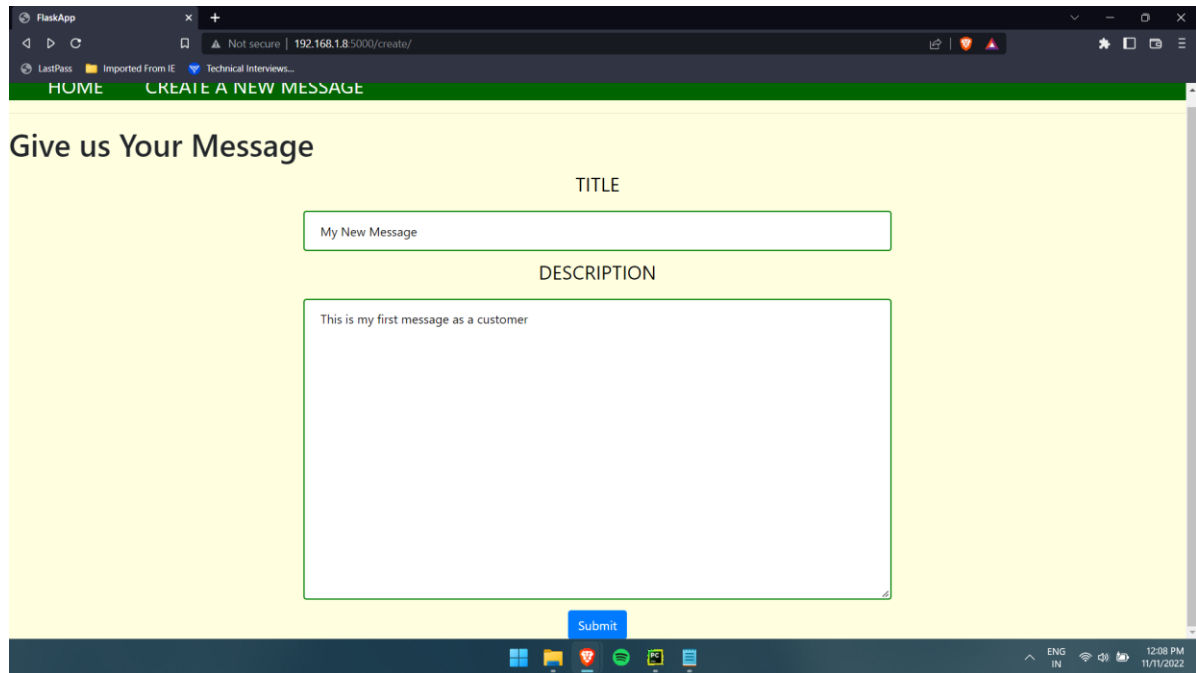 FlaskApp
Not secure | 192.168.1.8:5000/create/
LastPass Imported From IE Technical Interviews...
HOME CREATE A NEW MESSAGE
Give us Your Message
TITLE
My New Message
DESCRIPTION
This is my first message as a customer
Submit
PC
ENG
IN
12:08 PM
11/11/2022